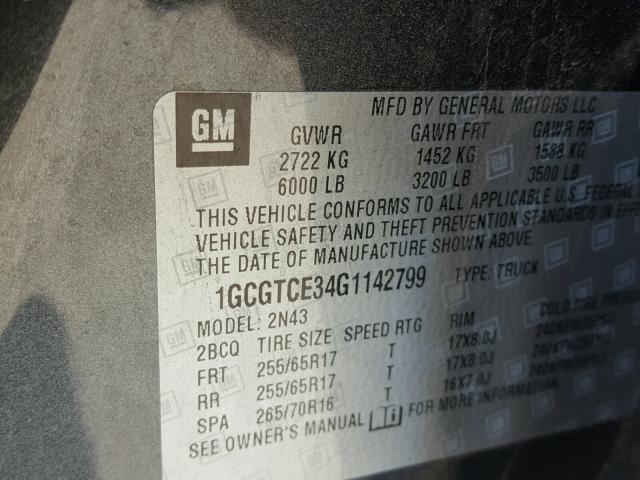 GM
MFD BY GENERAL MOTORS LLC
GVWR GAWR FRT GAWR RR
2722 KG 1452 KG 1588 KG
6000 LB 3200 LB 3500 LB
THIS VEHICLE CONFORMS TO ALL APPLICABLE U.S. FEDERAL
VEHICLE SAFETY AND THEFT PREVENTION STANDARDS IN EFFE
THE DATE OF MANUFACTURE SHOWN ABOVE.
1GCGTCE34G1142799 TYPE: TRUCK
MODEL: 2N43
2BCQ TIRE SIZE SPEED RTG RIM COLD TIRE
FRT 255/65R17 T 17X8.0J
RR 255/65R17 T 17X8.0J
SPA 265/70R16 T 16X7.0J
SEE OWNER'S MANUAL FOR MORE INFORMATION